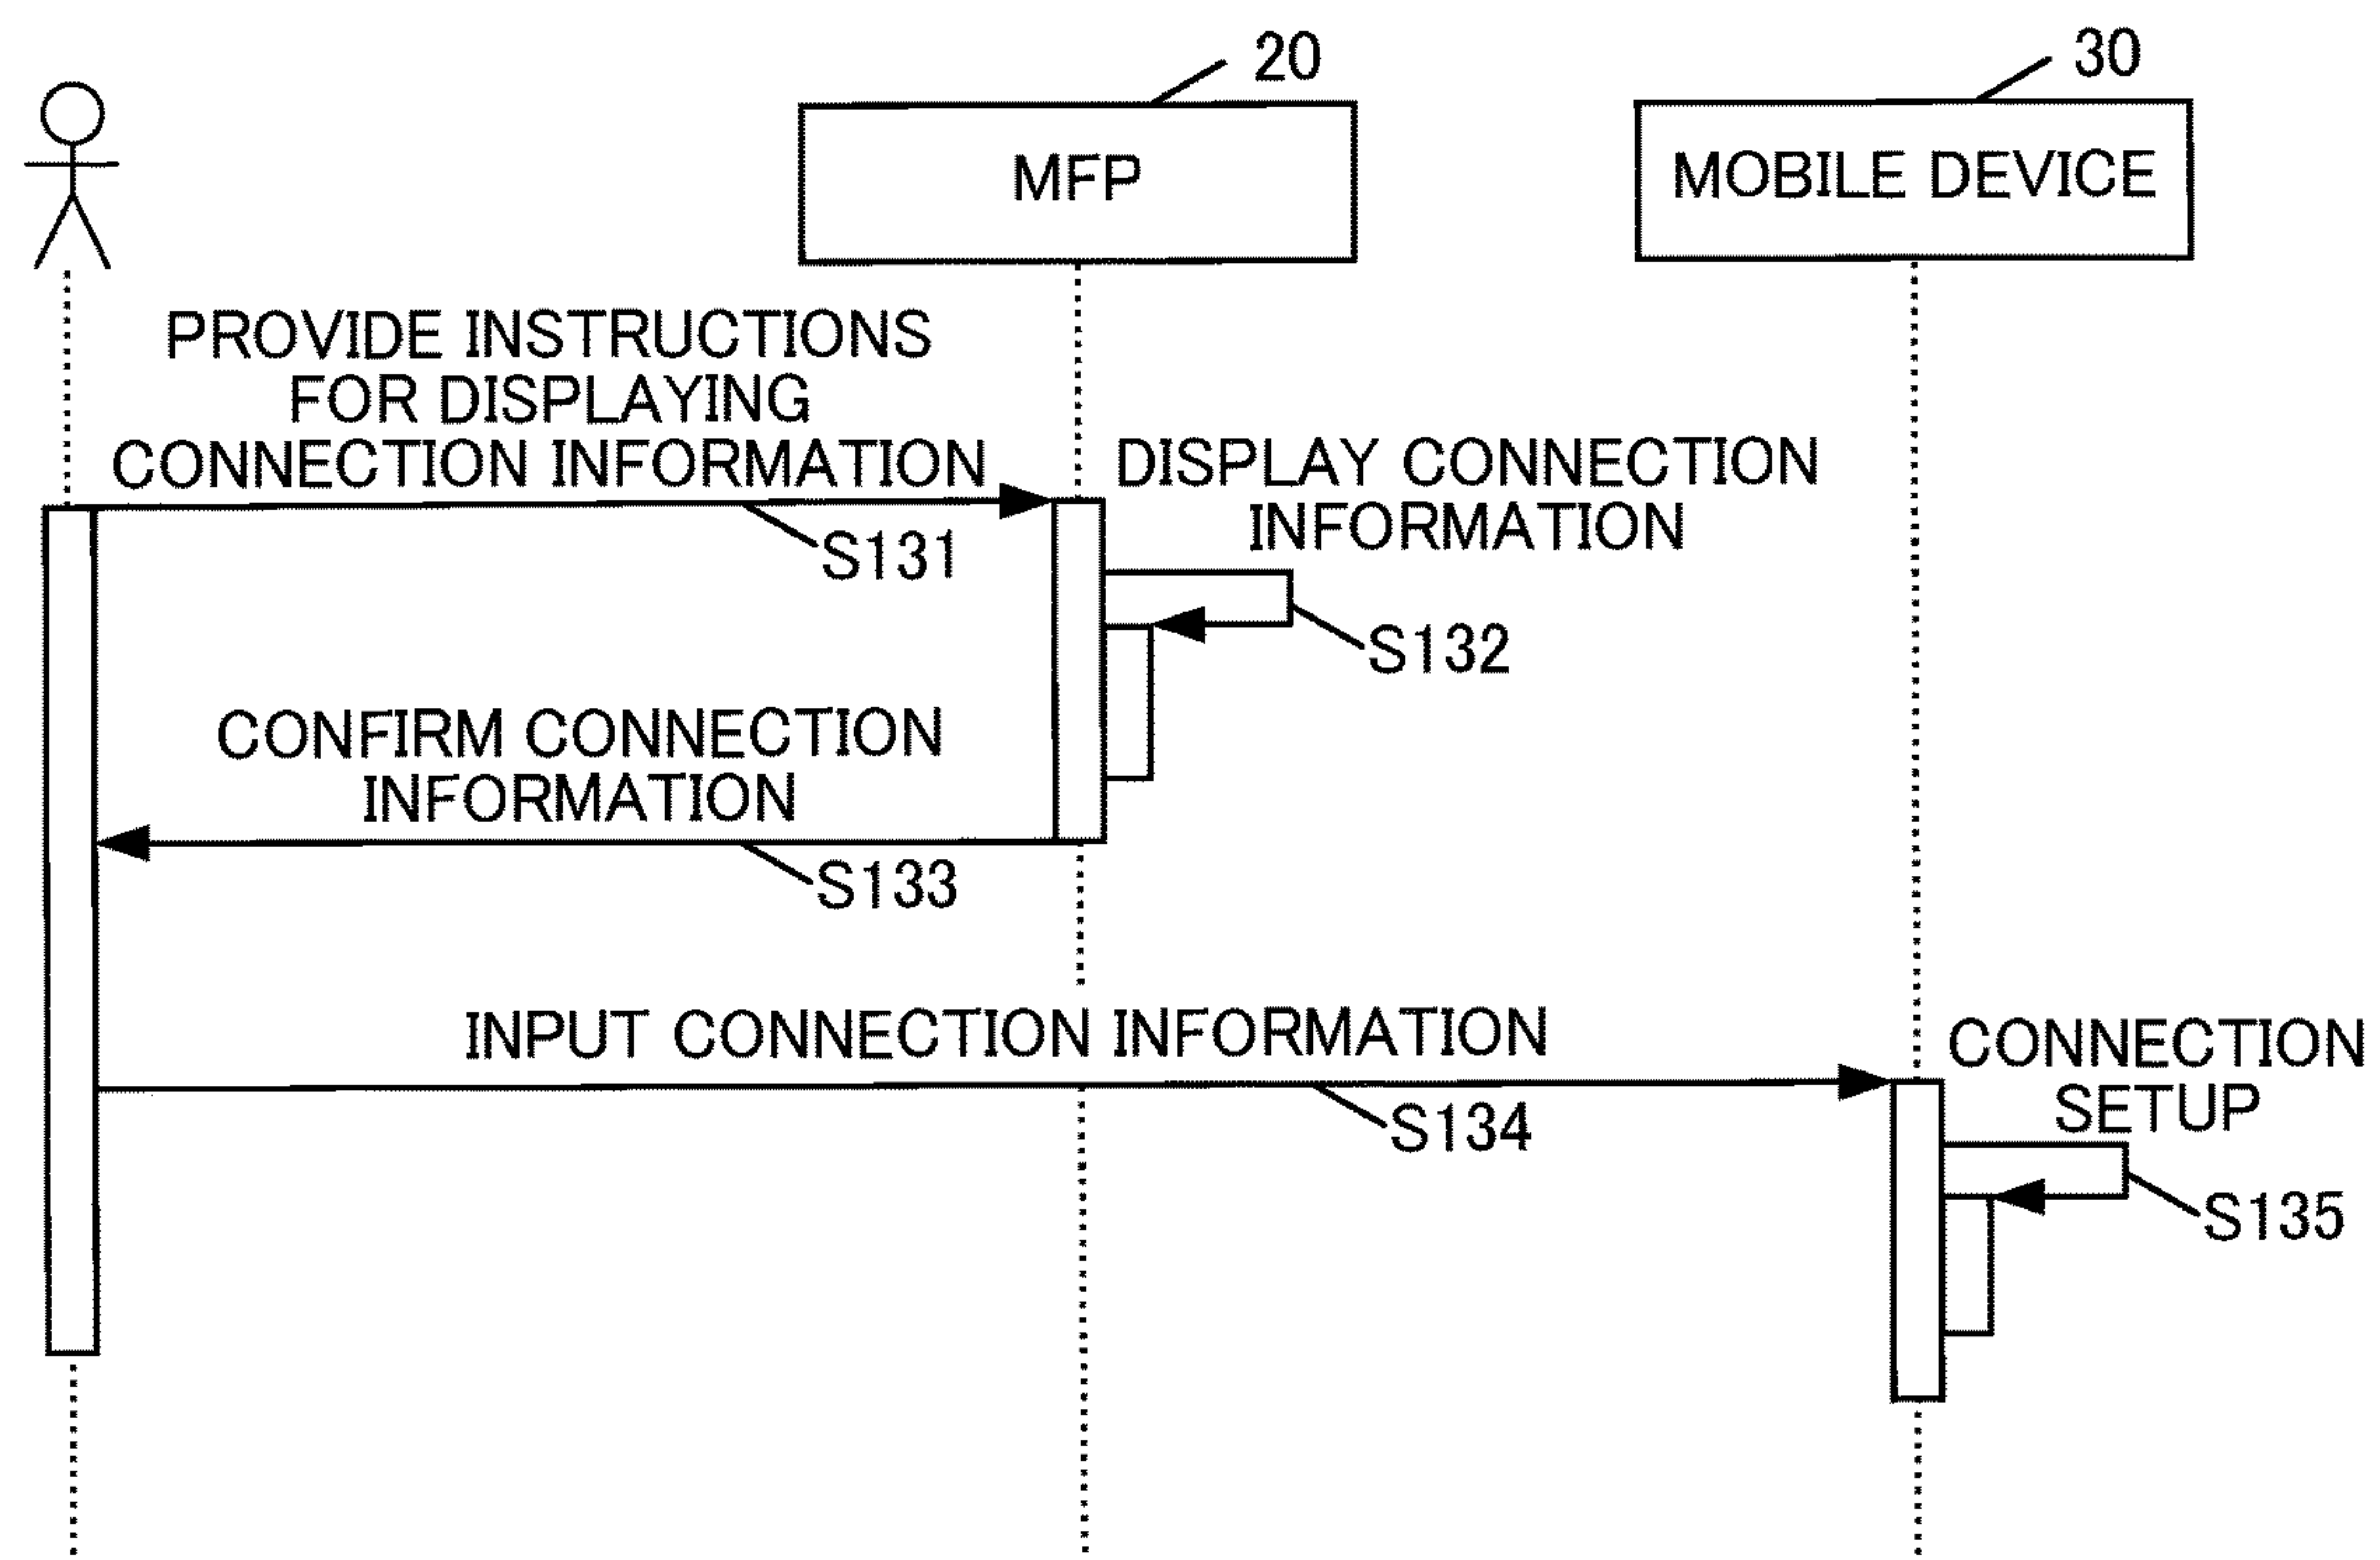 20
30
MFP
MOBILE DEVICE
PROVIDE INSTRUCTIONS
FOR DISPLAYING
CONNECTION INFORMATION
S131
DISPLAY CONNECTION
INFORMATION
S132
CONFIRM CONNECTION
INFORMATION
S133
INPUT CONNECTION INFORMATION
S134
CONNECTION
SETUP
S135